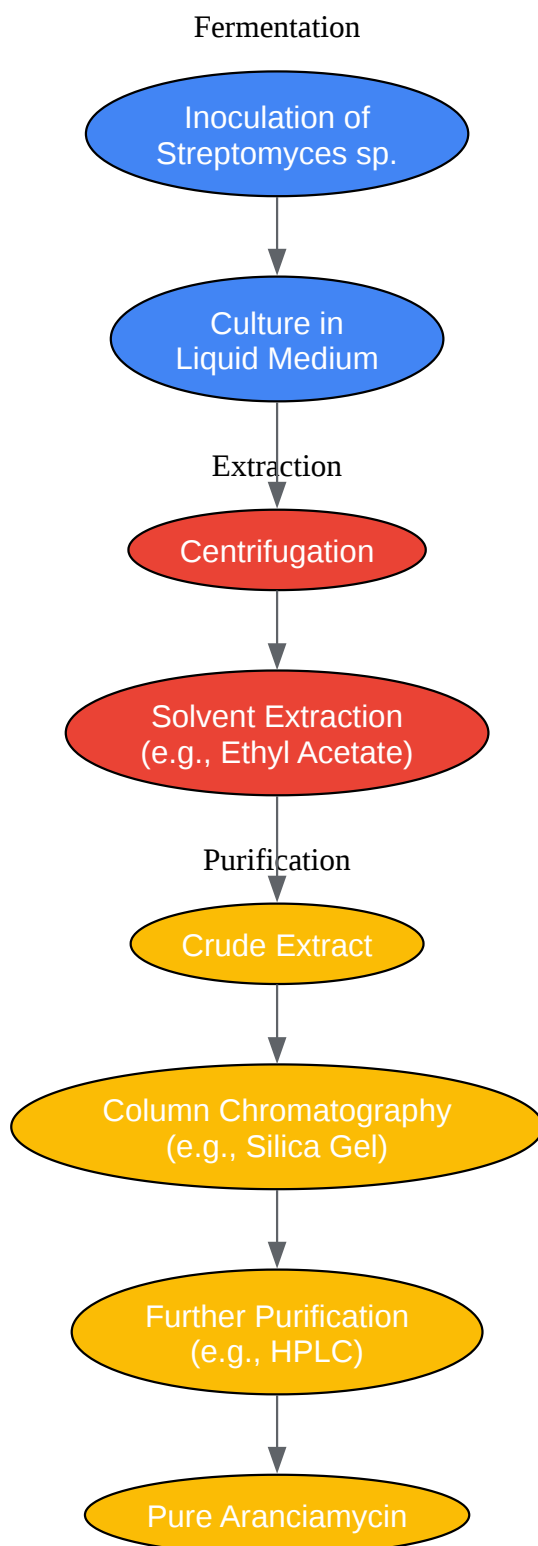 Fermentation
Inoculation of
Streptomyces sp.
Culture in
Liquid Medium
Extraction
Centrifugation
Solvent Extraction
(e.g., Ethyl Acetate)
Purification
Crude Extract
Column Chromatography
(e.g., Silica Gel)
Further Purification
(e.g., HPLC)
Pure Aranciamycin